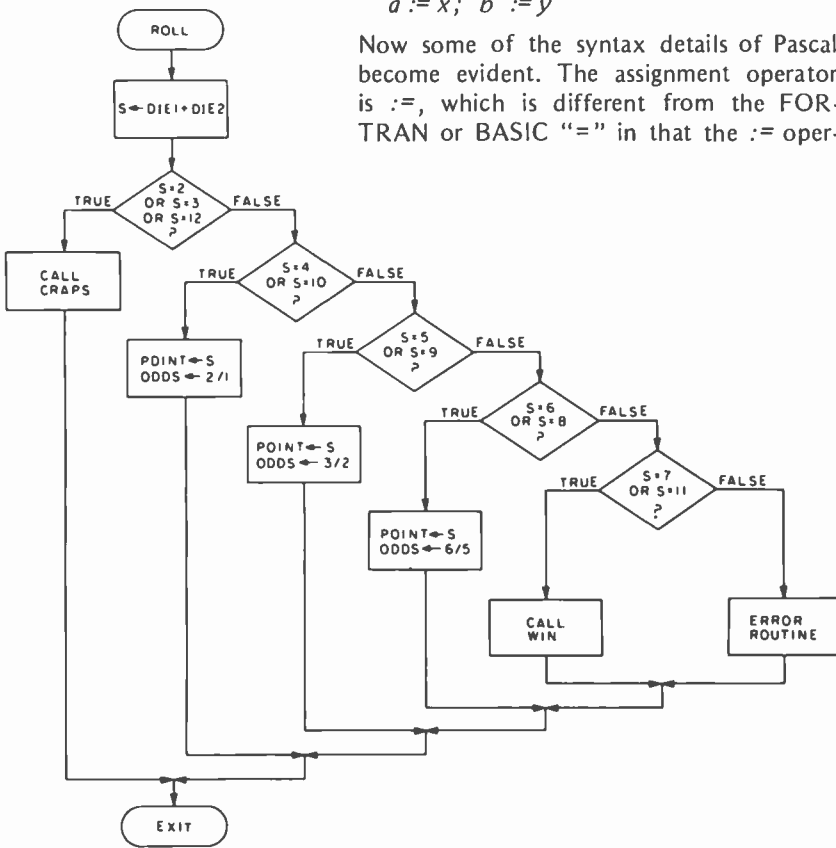 a := x; b := y
Now some of the syntax details of Pascal
become evident. The assignment operator
is :=, which is different from the FOR-
TRAN or BASIC "=" in that the := oper-
ROLL
S←DIE1+DIE2
S=2
OR S=3
OR S=12
?
TRUE
FALSE
CALL
CRAPS
S=4
OR S=10
?
TRUE
FALSE
POINT←S
ODDS←2/1
S=5
OR S=9
?
TRUE
FALSE
POINT←S
ODDS←3/2
S=6
OR S=8
?
TRUE
FALSE
POINT←S
ODDS←6/5
S=7
OR S=11
?
TRUE
FALSE
CALL
WIN
ERROR
ROUTINE
EXIT